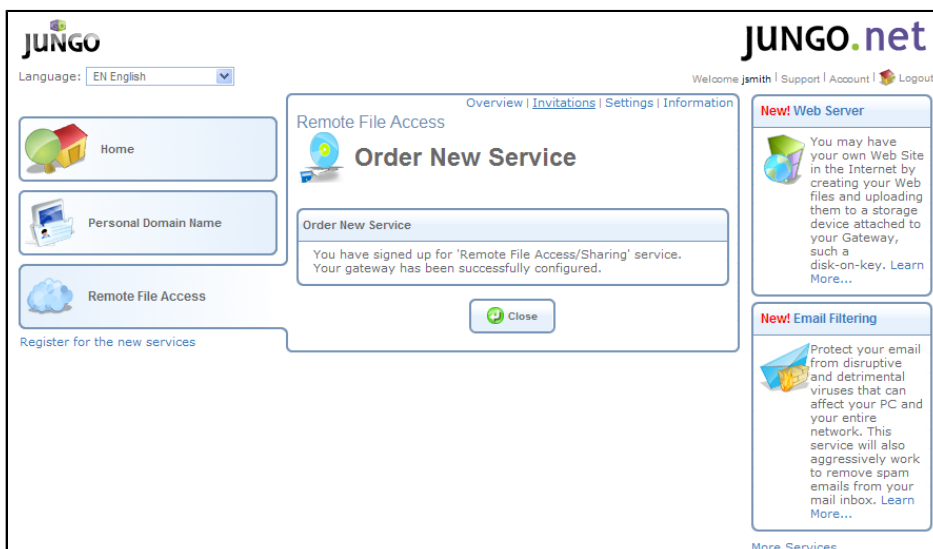 JUNGO
JUNGO.net
Language: EN English
Welcome jsmith | Support | Account | Logout
Overview | Invitations | Settings | Information
Remote File Access
Order New Service
Home
Personal Domain Name
Remote File Access
Register for the new services
Order New Service
You have signed up for 'Remote File Access/Sharing' service.
Your gateway has been successfully configured.
Close
New! Web Server
You may have
your own Web Site
in the Internet by
creating your Web
files and uploading
them to a storage
device attached to
your Gateway,
such a
disk-on-key. Learn
More...
New! Email Filtering
Protect your email
from disruptive
and detrimental
viruses that can
affect your PC and
your entire
network. This
service will also
aggressively work
to remove spam
emails from your
mail inbox. Learn
More...
More Services